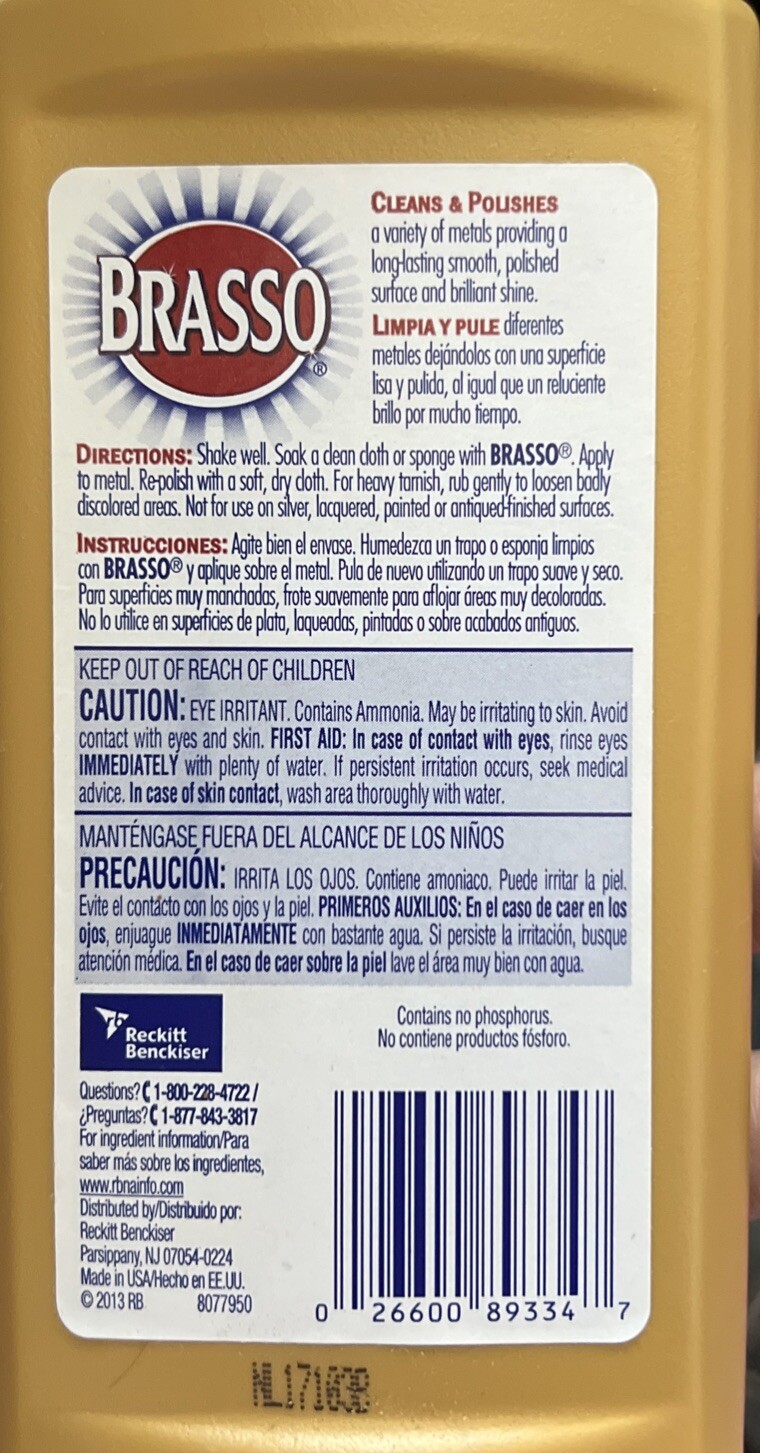 BRASSO®
CLEANS & POLISHES
a variety of metals providing a
long-lasting smooth, polished
surface and brilliant shine.
LIMPIA Y PULE diferentes
metales dejándolos con una superficie
lisa y pulida, al igual que un reluciente
brillo por mucho tiempo.
DIRECTIONS: Shake well. Soak a clean cloth or sponge with BRASSO®. Apply
to metal. Re-polish with a soft, dry cloth. For heavy tarnish, rub gently to loosen badly
discolored areas. Not for use on silver, lacquered, painted or antiqued-finished surfaces.
INSTRUCCIONES: Agite bien el envase. Humedezca un trapo o esponja limpios
con BRASSO® y aplique sobre el metal. Pula de nuevo utilizando un trapo suave y seco.
Para superficies muy manchadas, frote suavemente para aflojar áreas muy decoloradas.
No lo utilice en superficies de plata, laqueadas, pintadas o sobre acabados antiguos.
KEEP OUT OF REACH OF CHILDREN
CAUTION: EYE IRRITANT. Contains Ammonia. May be irritating to skin. Avoid
contact with eyes and skin. FIRST AID: In case of contact with eyes, rinse eyes
IMMEDIATELY with plenty of water. If persistent irritation occurs, seek medical
advice. In case of skin contact, wash area thoroughly with water.
MANTÉNGASE FUERA DEL ALCANCE DE LOS NIÑOS
PRECAUCIÓN: IRRITA LOS OJOS. Contiene amoniaco. Puede irritar la piel.
Evite el contacto con los ojos y la piel. PRIMEROS AUXILIOS: En el caso de caer en los
ojos, enjuague INMEDIATAMENTE con bastante agua. Si persiste la irritación, busque
atención médica. En el caso de caer sobre la piel lave el área muy bien con agua.
rb Reckitt
Benckiser
Contains no phosphorus.
No contiene productos fósforo.
Questions? 1-800-228-4722 /
¿Preguntas? 1-877-843-3817
For ingredient information/Para
saber más sobre los ingredientes,
www.rbnainfo.com
Distributed by/Distribuido por:
Reckitt Benckiser
Parsippany, NJ 07054-0224
Made in USA/Hecho en EE.UU.
© 2013 RB 8077950
0 26600 89334 7